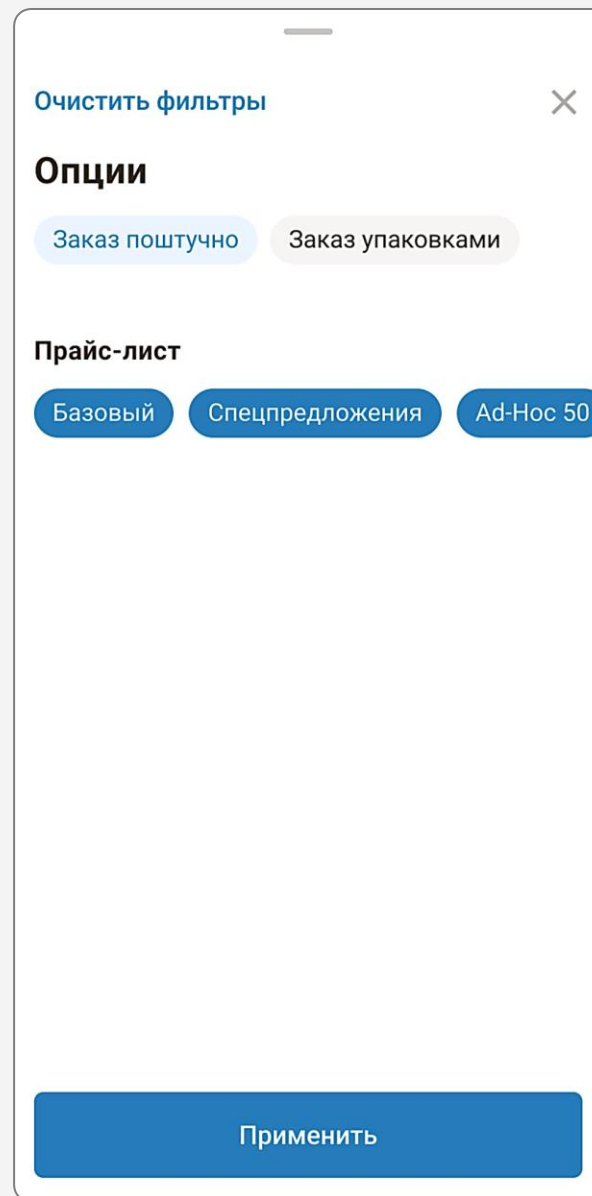 Очистить фильтры
Опции
Заказ поштучно Заказ упаковками
Прайс-лист
Базовый Спецпредложения Ad-Hoc 50
Применить